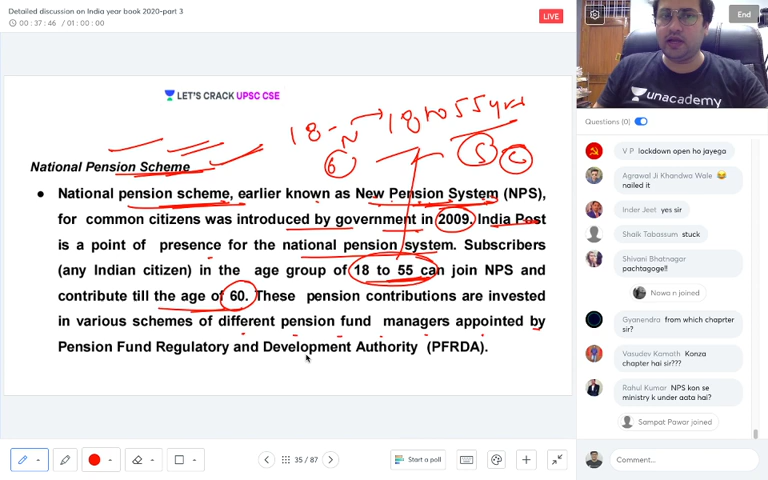 Detailed discussion on India year book 2020-part 3
00 : 37 : 46 / 01 : 00 : 00
LIVE
End
LET'S CRACK UPSC CSE
18 - N → 18 to 55 yrs
6
S
C
National Pension Scheme
• National pension scheme, earlier known as New Pension System (NPS),
for common citizens was introduced by government in 2009. India Post
is a point of presence for the national pension system. Subscribers
(any Indian citizen) in the age group of 18 to 55 can join NPS and
contribute till the age of 60. These pension contributions are invested
in various schemes of different pension fund managers appointed by
Pension Fund Regulatory and Development Authority (PFRDA).
unacademy
Questions (0)
V P lockdown open ho jayega
Agrawal Ji Khandwa Wale 😂
nailed it
Inder Jeet yes sir
Shaik Tabassum stuck
Shivani Bhatnagar
pachtagoge!!
Nowa n joined
Gyanendra from which chaprter
sir?
Vasudev Kamath Konza
chapter hai sir???
Rahul Kumar NPS kon se
ministry k under aata hai?
Sampat Pawar joined
35 / 87
Start a poll
Comment...